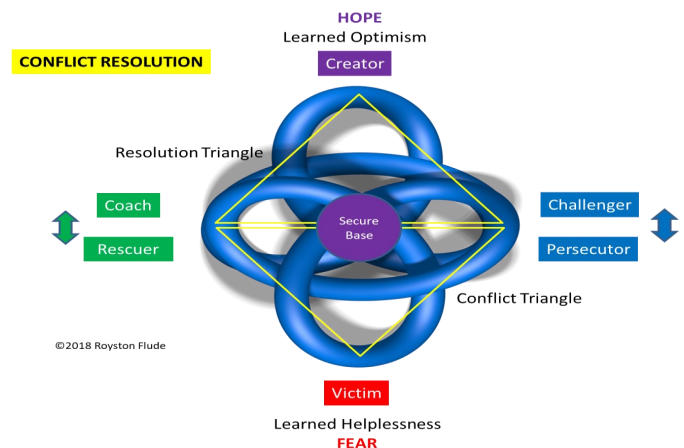 HOPE
Learned Optimism
CONFLICT RESOLUTION
Creator
Resolution Triangle
Coach
Challenger
Secure
Base
Rescuer
Persecutor
Conflict Triangle
©2018 Royston Flude
Victim
Learned Helplessness
FEAR